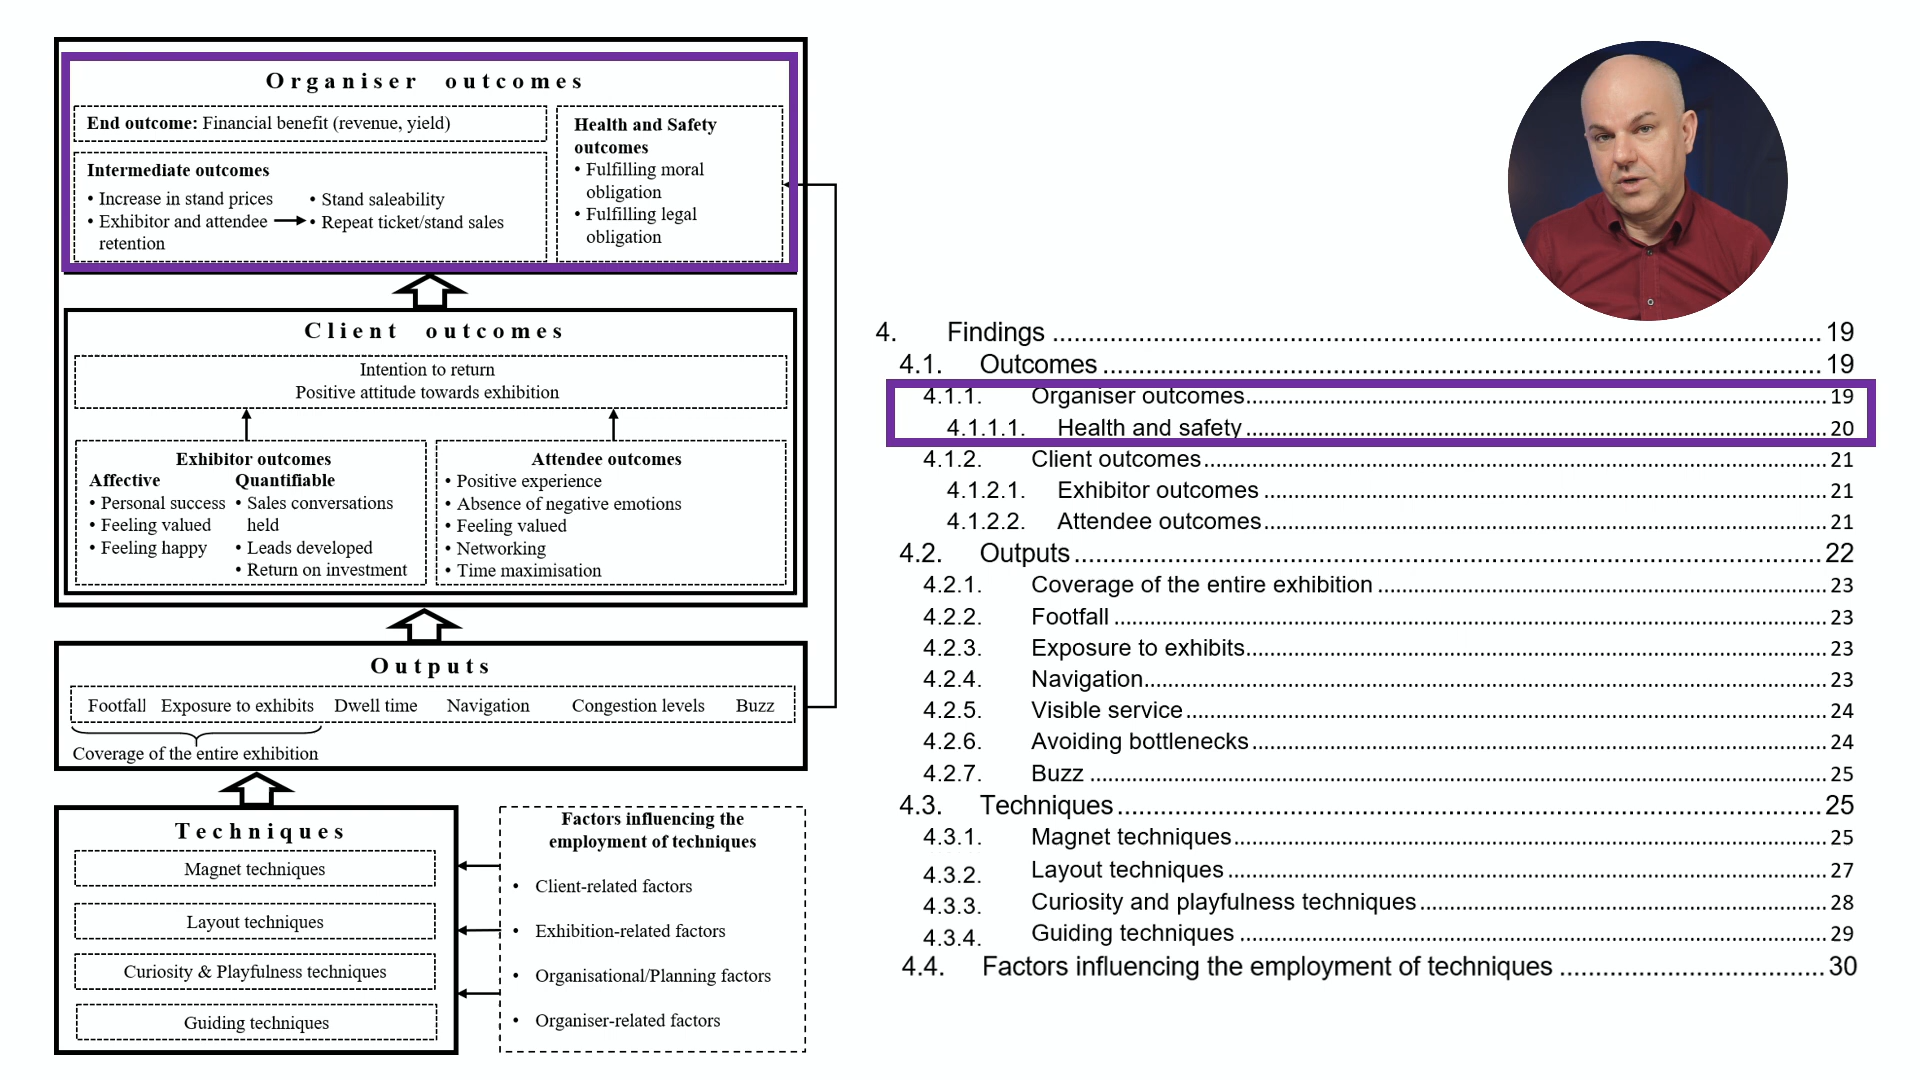 Organiser outcomes
End outcome: Financial benefit (revenue, yield)
Intermediate outcomes
• Increase in stand prices
• Exhibitor and attendee
retention
• Stand saleability
• Repeat ticket/stand sales
Health and Safety
outcomes
• Fulfilling moral
obligation
• Fulfilling legal
obligation
Client outcomes
Intention to return
Positive attitude towards exhibition
Exhibitor outcomes
Affective
• Personal success
• Feeling valued
• Feeling happy
Quantifiable
• Sales conversations
held
• Leads developed
• Return on investment
Attendee outcomes
• Positive experience
• Absence of negative emotions
• Feeling valued
• Networking
• Time maximisation
Outputs
Footfall Exposure to exhibits Dwell time Navigation Congestion levels Buzz
Coverage of the entire exhibition
Techniques
Magnet techniques
Layout techniques
Curiosity & Playfulness techniques
Guiding techniques
Factors influencing the
employment of techniques
• Client-related factors
• Exhibition-related factors
• Organisational/Planning factors
• Organiser-related factors
4. Findings 19
4.1. Outcomes 19
4.1.1. Organiser outcomes 19
4.1.1.1. Health and safety 20
4.1.2. Client outcomes 21
4.1.2.1. Exhibitor outcomes 21
4.1.2.2. Attendee outcomes 21
4.2. Outputs 22
4.2.1. Coverage of the entire exhibition 23
4.2.2. Footfall 23
4.2.3. Exposure to exhibits 23
4.2.4. Navigation 23
4.2.5. Visible service 24
4.2.6. Avoiding bottlenecks 24
4.2.7. Buzz 25
4.3. Techniques 25
4.3.1. Magnet techniques 25
4.3.2. Layout techniques 27
4.3.3. Curiosity and playfulness techniques 28
4.3.4. Guiding techniques 29
4.4. Factors influencing the employment of techniques 30